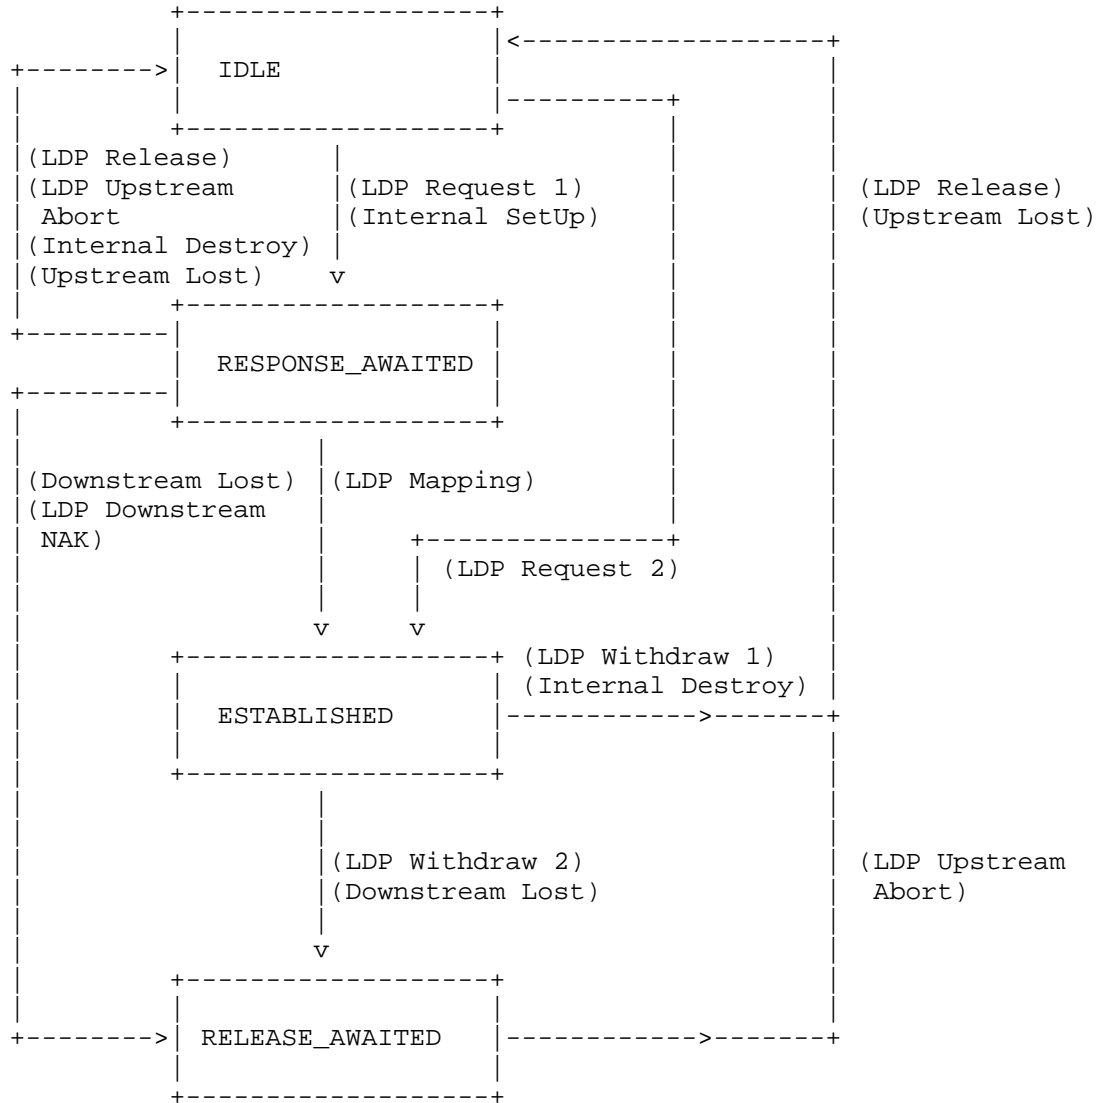 IDLE
(LDP Release)
(LDP Upstream (LDP Request 1) (LDP Release)
Abort (Internal SetUp) (Upstream Lost)
(Internal Destroy)
(Upstream Lost) v
RESPONSE_AWAITED
(Downstream Lost) (LDP Mapping)
(LDP Downstream
NAK)
(LDP Request 2)
v v
(LDP Withdraw 1)
(Internal Destroy)
ESTABLISHED
(LDP Withdraw 2) (LDP Upstream
(Downstream Lost) Abort)
v
RELEASE_AWAITED